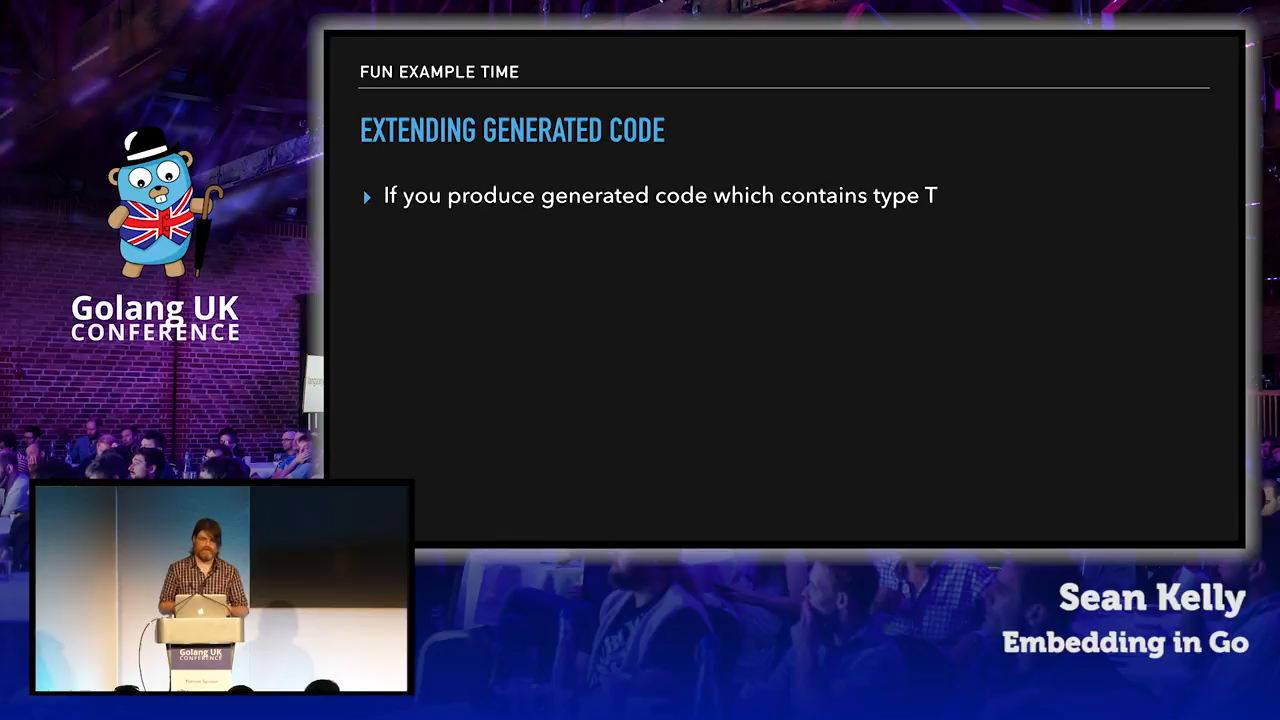 FUN EXAMPLE TIME
EXTENDING GENERATED CODE
If you produce generated code which contains type T
Golang UK
CONFERENCE
Golang UK
CONFERENCE
Sean Kelly
Embedding in Go